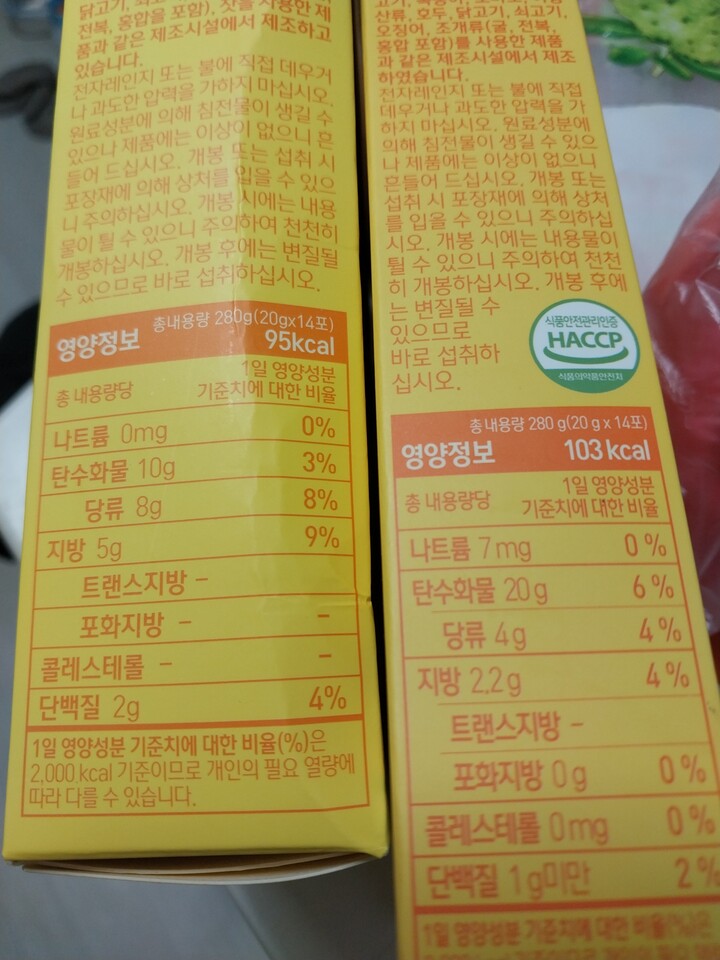 닭고기, 쇠고
전복, 홍합을 포함), 잣을 사용한 제
품과 같은 제조시설에서 제조하고
있습니다.
전자레인지 또는 불에 직접 데우거
나 과도한 압력을 가하지 마십시오.
원료성분에 의해 침전물이 생길 수
있으나 제품에는 이상이 없으니 흔
들어 드십시오. 개봉 또는 섭취 시
포장재에 의해 상처를 입을 수 있으
니 주의하십시오. 개봉 시에는 내용
물이 튈 수 있으니 주의하여 천천히
개봉하십시오. 개봉 후에는 변질될
수 있으므로 바로 섭취하십시오.
영양정보 총 내용량 280g(20gx14포)
95kcal
총 내용량당 1일 영양성분
기준치에 대한 비율
나트륨 0mg 0%
탄수화물 10g 3%
당류 8g 8%
지방 5g 9%
트랜스지방 -
포화지방 - -
콜레스테롤 - -
단백질 2g 4%
1일 영양성분 기준치에 대한 비율(%)은
2,000 kcal 기준이므로 개인의 필요 열량에
따라 다를 수 있습니다.
산류, 호두, 닭고기, 쇠고기,
오징어, 조개류(굴, 전복,
홍합 포함)를 사용한 제품
과 같은 제조시설에서 제조
하였습니다.
전자레인지 또는 불에 직접
데우거나 과도한 압력을 가
하지 마십시오. 원료성분에
의해 침전물이 생길 수 있으
나 제품에는 이상이 없으니
흔들어 드십시오. 개봉 또는
섭취 시 포장재에 의해 상처
를 입을 수 있으니 주의하십
시오. 개봉 시에는 내용물이
튈 수 있으니 주의하여 천천
히 개봉하십시오. 개봉 후에
는 변질될 수
있으므로
바로 섭취하
십시오.
식품안전관리인증
HACCP
식품의약품안전처
영양정보 총 내용량 280 g(20 g x 14포)
103 kcal
총 내용량당 1일 영양성분
기준치에 대한 비율
나트륨 7mg 0 %
탄수화물 20g 6 %
당류 4g 4 %
지방 2.2g 4 %
트랜스지방 -
포화지방 0g 0 %
콜레스테롤 0mg 0 %
단백질 1g미만 2 %
1일 영양성분 기준치에 대한 비율(%)은